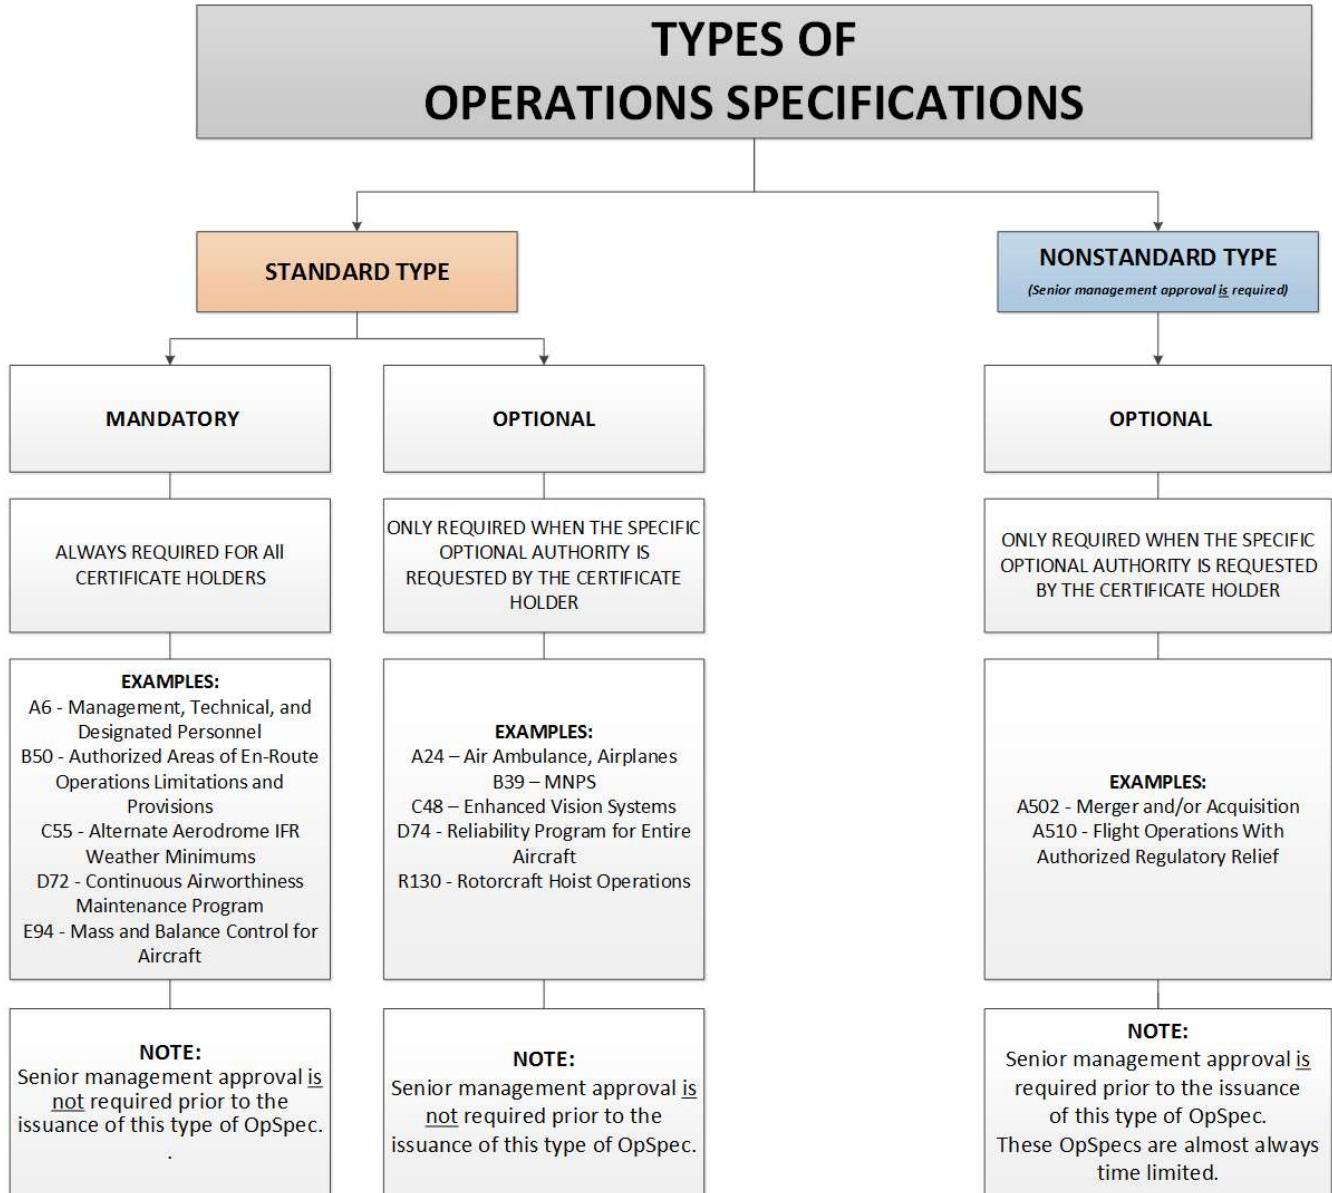 TYPES OF
OPERATIONS SPECIFICATIONS
STANDARD TYPE
NONSTANDARD TYPE
(Senior management approval is required)
MANDATORY
OPTIONAL
OPTIONAL
ALWAYS REQUIRED FOR All
CERTIFICATE HOLDERS
ONLY REQUIRED WHEN THE SPECIFIC
OPTIONAL AUTHORITY IS
REQUESTED BY THE CERTIFICATE
HOLDER
ONLY REQUIRED WHEN THE SPECIFIC
OPTIONAL AUTHORITY IS REQUESTED
BY THE CERTIFICATE HOLDER
EXAMPLES:
A6 - Management, Technical, and
Designated Personnel
B50 - Authorized Areas of En-Route
Operations Limitations and
Provisions
C55 - Alternate Aerodrome IFR
Weather Minimums
D72 - Continuous Airworthiness
Maintenance Program
E94 - Mass and Balance Control for
Aircraft
EXAMPLES:
A24 – Air Ambulance, Airplanes
B39 – MNPS
C48 – Enhanced Vision Systems
D74 - Reliability Program for Entire
Aircraft
R130 - Rotorcraft Hoist Operations
EXAMPLES:
A502 - Merger and/or Acquisition
A510 - Flight Operations With
Authorized Regulatory Relief
NOTE:
Senior management approval is
not required prior to the
issuance of this type of OpSpec.
.
NOTE:
Senior management approval is
not required prior to the
issuance of this type of OpSpec.
NOTE:
Senior management approval is
required prior to the issuance
of this type of OpSpec.
These OpSpecs are almost always
time limited.